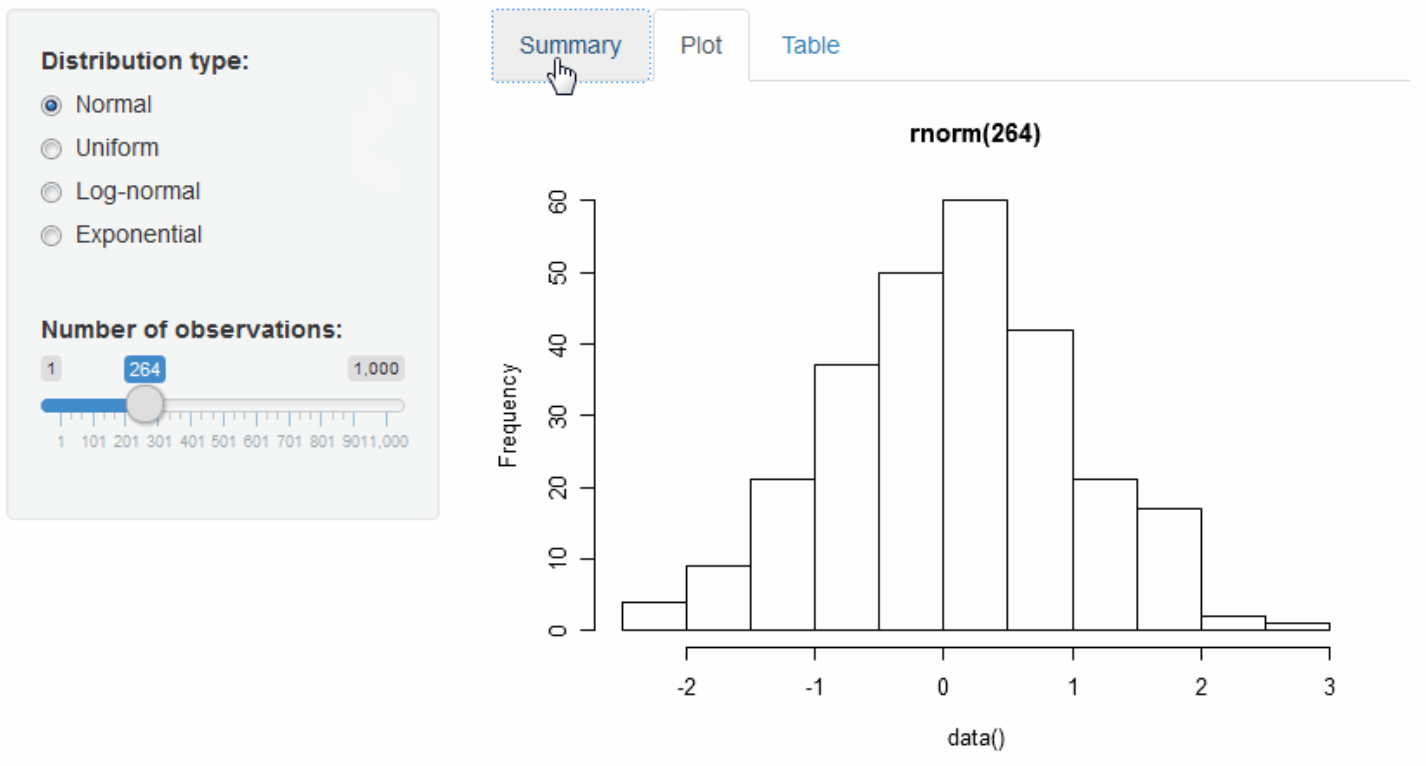 Distribution type:
Normal
Uniform
Log-normal
Exponential
Number of observations:
1 264 1,000
1 101 201 301 401 501 601 701 801 901 1,000
Summary Plot Table
rnorm(264)
Frequency
60
50
40
30
20
10
0
-2 -1 0 1 2 3
data()